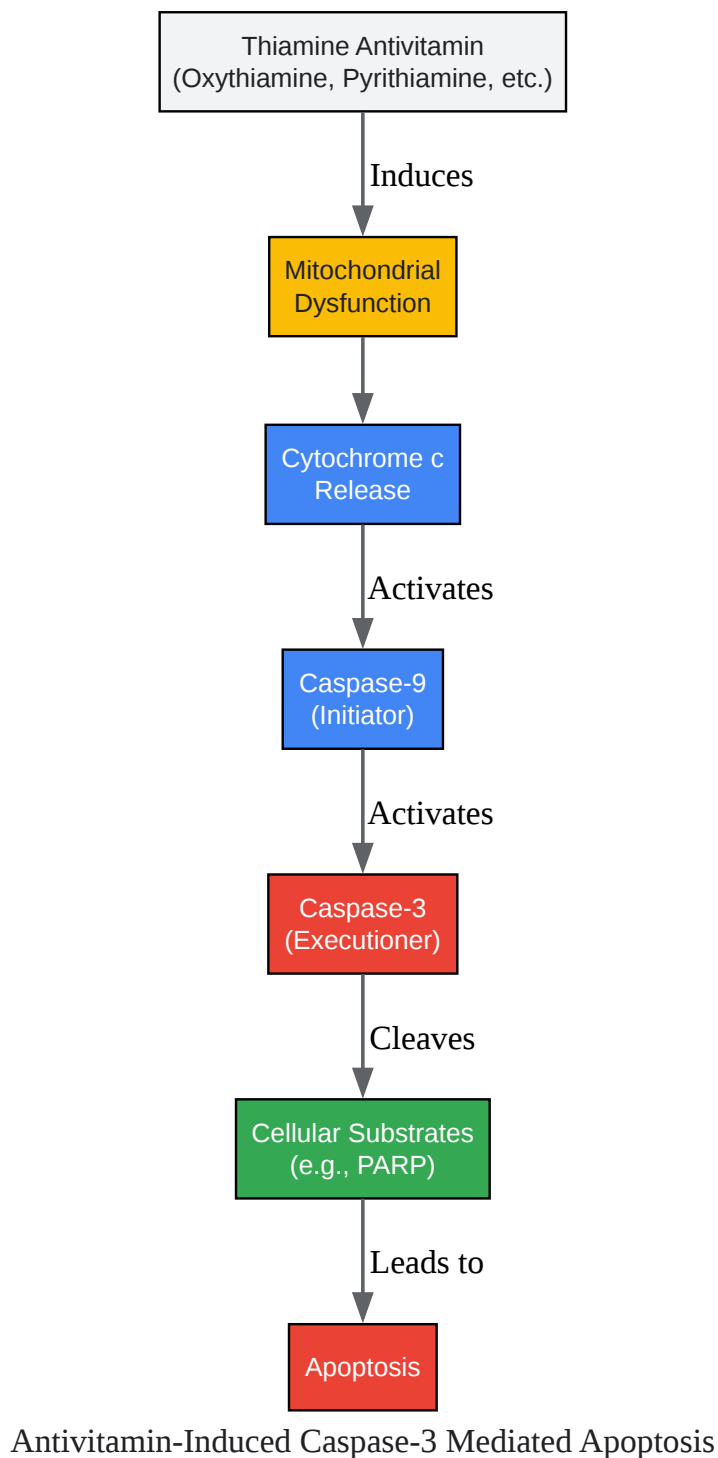 Thiamine Antivitamin
(Oxythiamine, Pyrithiamine, etc.)
Induces
Mitochondrial
Dysfunction
Cytochrome c
Release
Activates
Caspase-9
(Initiator)
Activates
Caspase-3
(Executioner)
Cleaves
Cellular Substrates
(e.g., PARP)
Leads to
Apoptosis
Antivitamin-Induced Caspase-3 Mediated Apoptosis